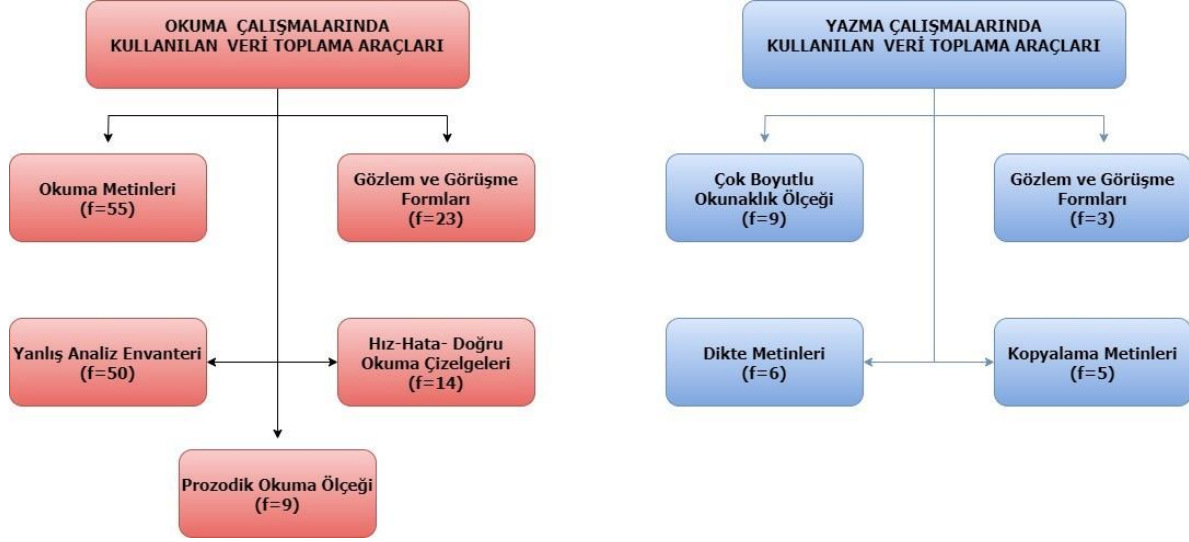 OKUMA ÇALIŞMALARINDA
KULLANILAN VERİ TOPLAMA ARAÇLARI
Okuma Metinleri
(f=55)
Gözlem ve Görüşme
Formları
(f=23)
Yanlış Analiz Envanteri
(f=50)
Hız-Hata- Doğru
Okuma Çizelgeleri
(f=14)
Prozodik Okuma Ölçeği
(f=9)
YAZMA ÇALIŞMALARINDA
KULLANILAN VERİ TOPLAMA ARAÇLARI
Çok Boyutlu
Okunaklık Ölçeği
(f=9)
Gözlem ve Görüşme
Formları
(f=3)
Dikte Metinleri
(f=6)
Kopyalama Metinleri
(f=5)